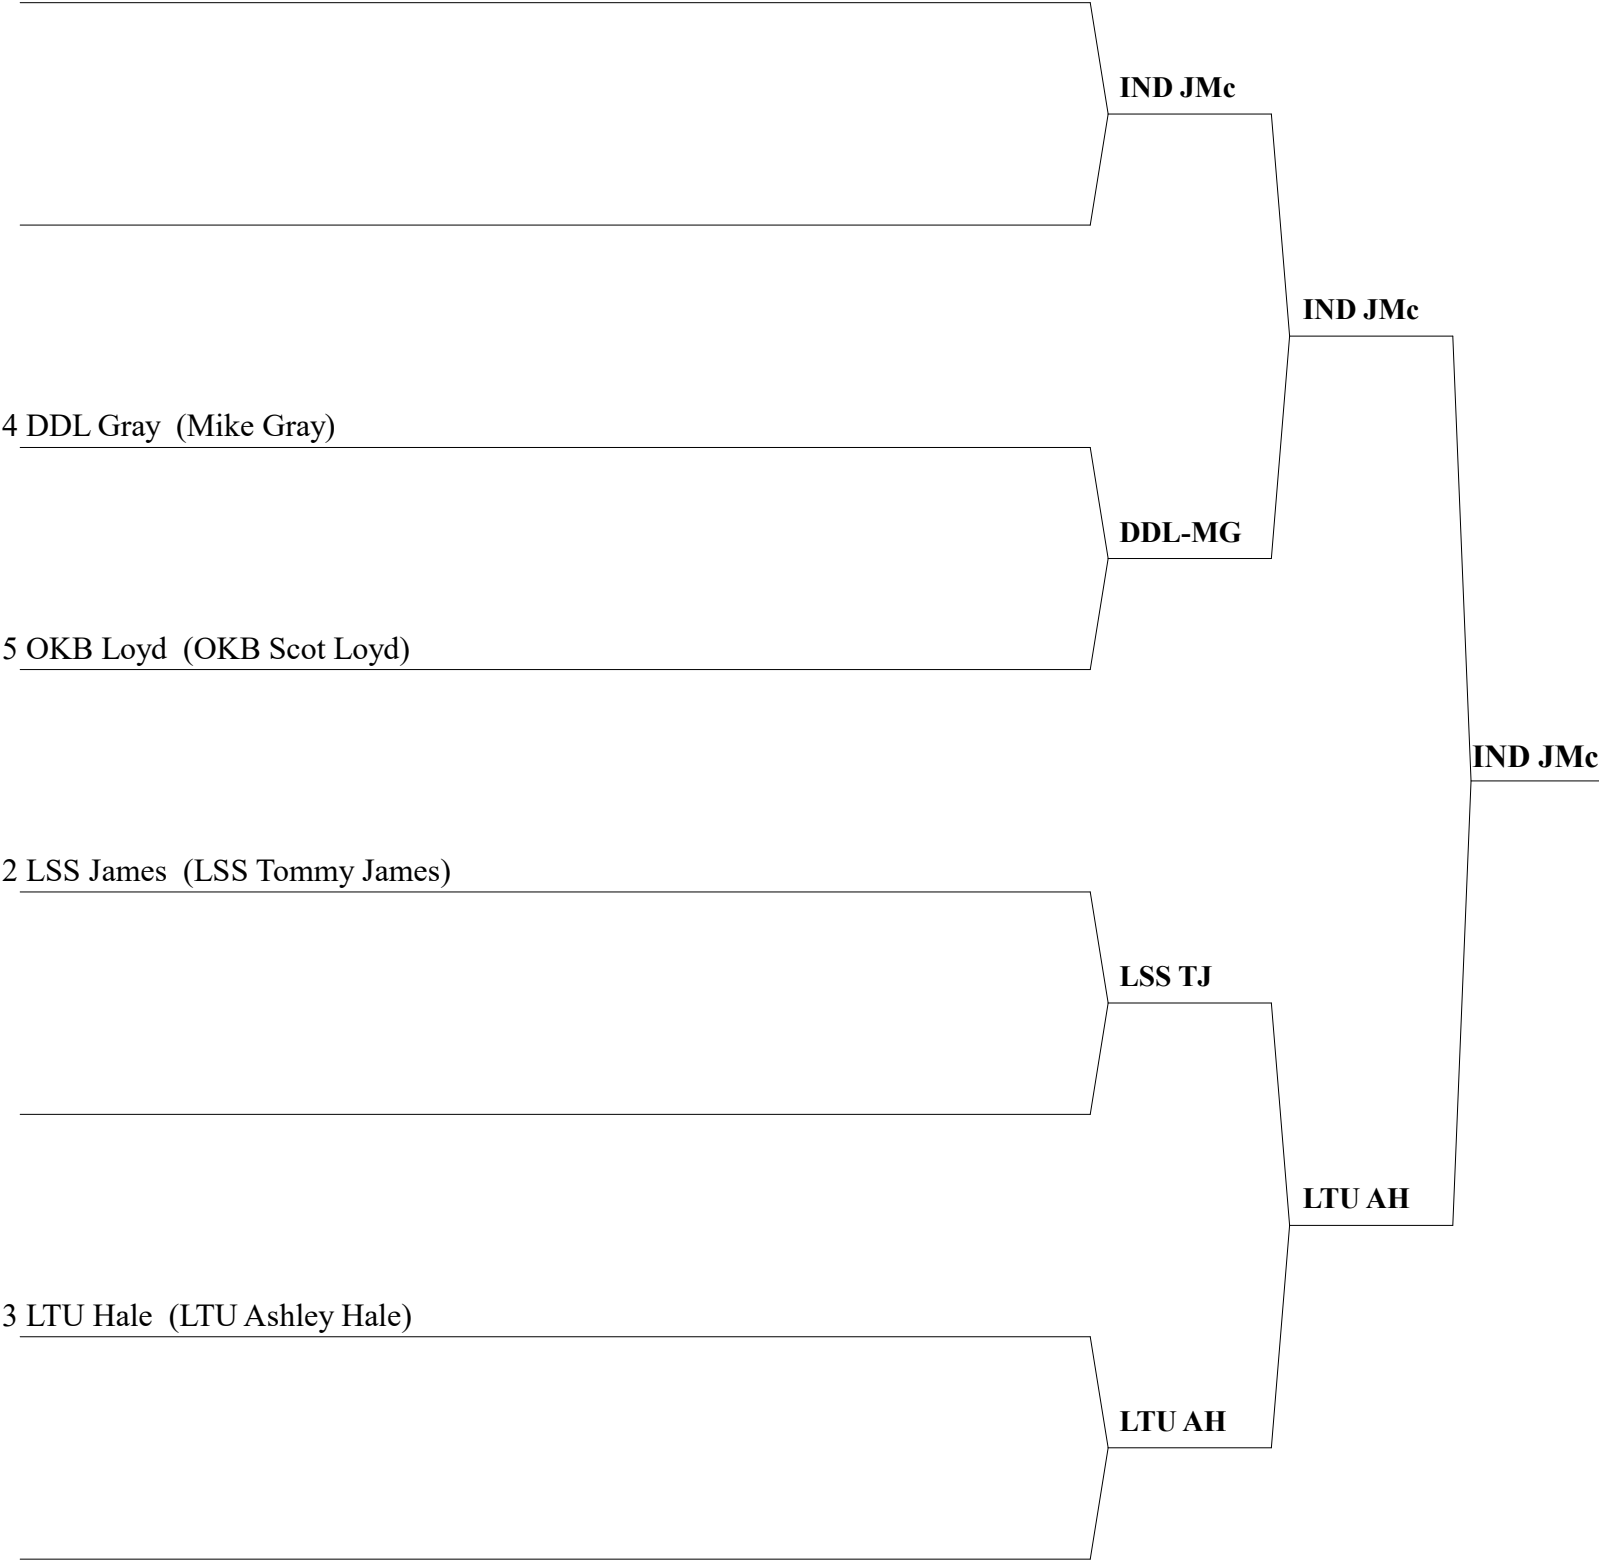 IND JMc
IND JMc
4 DDL Gray  (Mike Gray)
DDL-MG
5 OKB Loyd  (OKB Scot Loyd)
IND JMc
2 LSS James  (LSS Tommy James)
LSS TJ
LTU AH
3 LTU Hale  (LTU Ashley Hale)
LTU AH